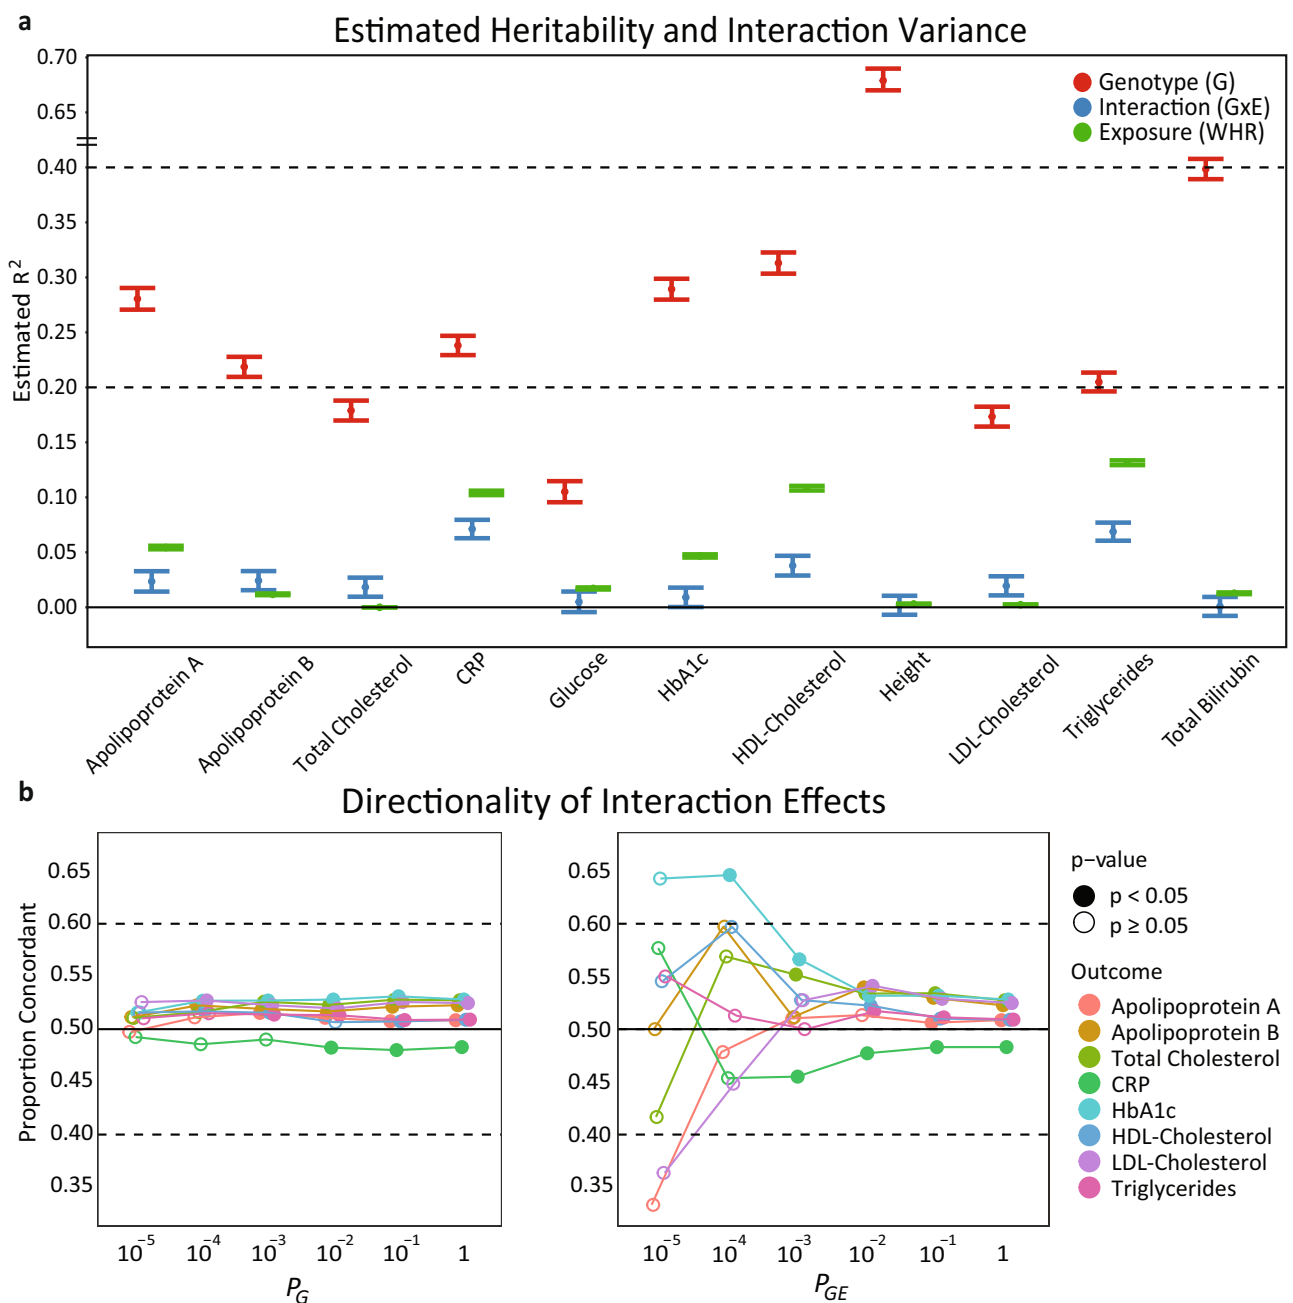 a
Estimated Heritability and Interaction Variance
Estimated R²
0.70
0.65
0.40
0.35
0.30
0.25
0.20
0.15
0.10
0.05
0.00
Genotype (G)
Interaction (GxE)
Exposure (WHR)
Apolipoprotein A
Apolipoprotein B
Total Cholesterol
CRP
Glucose
HbA1c
HDL-Cholesterol
Height
LDL-Cholesterol
Triglycerides
Total Bilirubin
b
Directionality of Interaction Effects
Proportion Concordant
0.65
0.60
0.55
0.50
0.45
0.40
0.35
10⁻⁵ 10⁻⁴ 10⁻³ 10⁻² 10⁻¹ 1
P_G
0.65
0.60
0.55
0.50
0.45
0.40
0.35
10⁻⁵ 10⁻⁴ 10⁻³ 10⁻² 10⁻¹ 1
P_GE
p−value
p < 0.05
p ≥ 0.05
Outcome
Apolipoprotein A
Apolipoprotein B
Total Cholesterol
CRP
HbA1c
HDL-Cholesterol
LDL-Cholesterol
Triglycerides